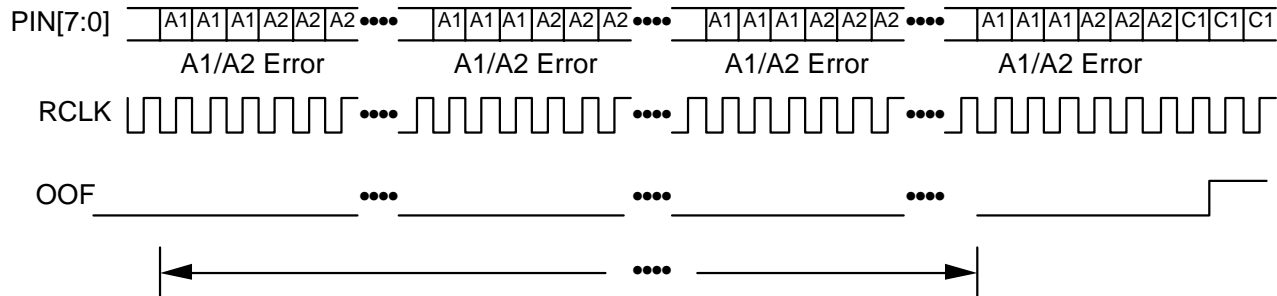 PIN[7:0] A1 A1 A1 A2 A2 A2 •••• A1 A1 A1 A2 A2 A2 •••• A1 A1 A1 A2 A2 A2 •••• A1 A1 A1 A2 A2 A2 C1 C1 C1
A1/A2 Error A1/A2 Error A1/A2 Error A1/A2 Error
RCLK •••• •••• ••••
OOF •••• •••• ••••
••••